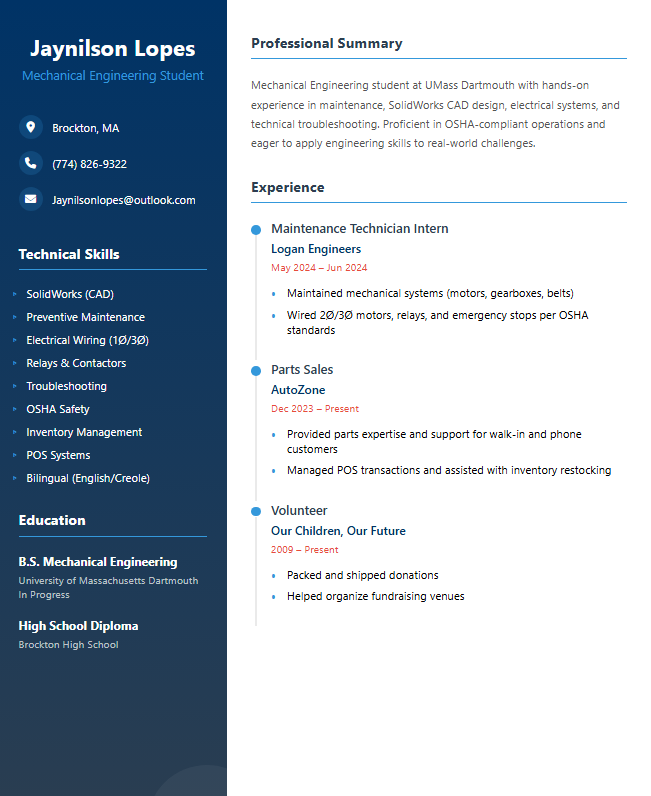 Jaynilson Lopes
Mechanical Engineering Student
Brockton, MA
(774) 826-9322
Jaynilsonlopes@outlook.com
Technical Skills
SolidWorks (CAD)
Preventive Maintenance
Electrical Wiring (1Ø/3Ø)
Relays & Contactors
Troubleshooting
OSHA Safety
Inventory Management
POS Systems
Bilingual (English/Creole)
Education
B.S. Mechanical Engineering
University of Massachusetts Dartmouth
In Progress
High School Diploma
Brockton High School
Professional Summary
Mechanical Engineering student at UMass Dartmouth with hands-on
experience in maintenance, SolidWorks CAD design, electrical systems, and
technical troubleshooting. Proficient in OSHA-compliant operations and
eager to apply engineering skills to real-world challenges.
Experience
Maintenance Technician Intern
Logan Engineers
May 2024 – Jun 2024
• Maintained mechanical systems (motors, gearboxes, belts)
• Wired 2Ø/3Ø motors, relays, and emergency stops per OSHA
standards
Parts Sales
AutoZone
Dec 2023 – Present
• Provided parts expertise and support for walk-in and phone
customers
• Managed POS transactions and assisted with inventory restocking
Volunteer
Our Children, Our Future
2009 – Present
• Packed and shipped donations
• Helped organize fundraising venues